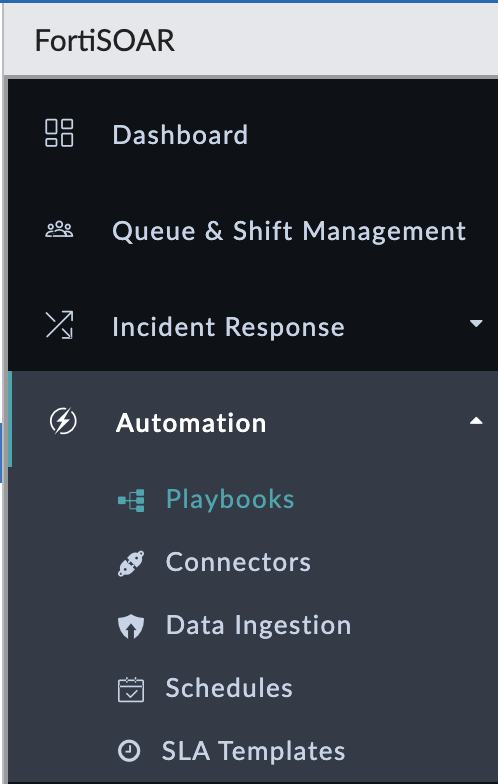 FortiSOAR
Dashboard
Queue & Shift Management
Incident Response
Automation
Playbooks
Connectors
Data Ingestion
Schedules
SLA Templates